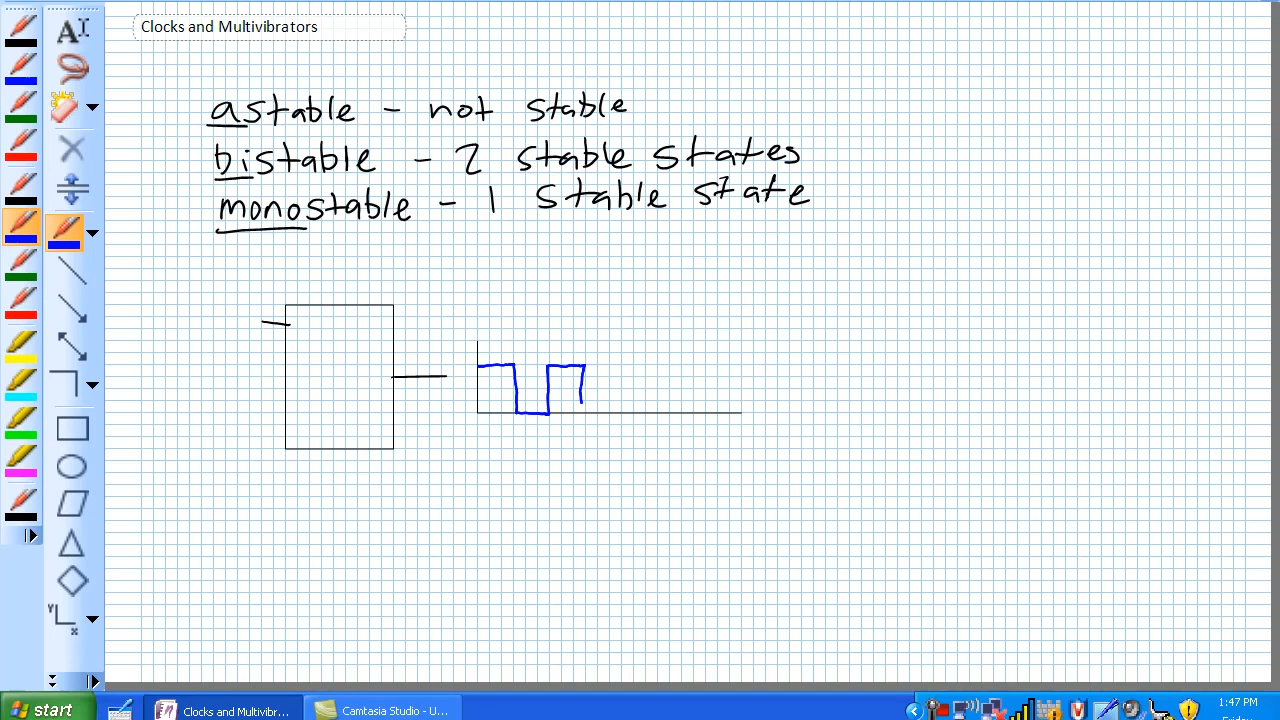 Clocks and Multivibrators
astable - not stable
bistable - 2 stable states
monostable - 1 stable state
start
Clocks and Multivibr...
Camtasia Studio - U...
1:47 PM